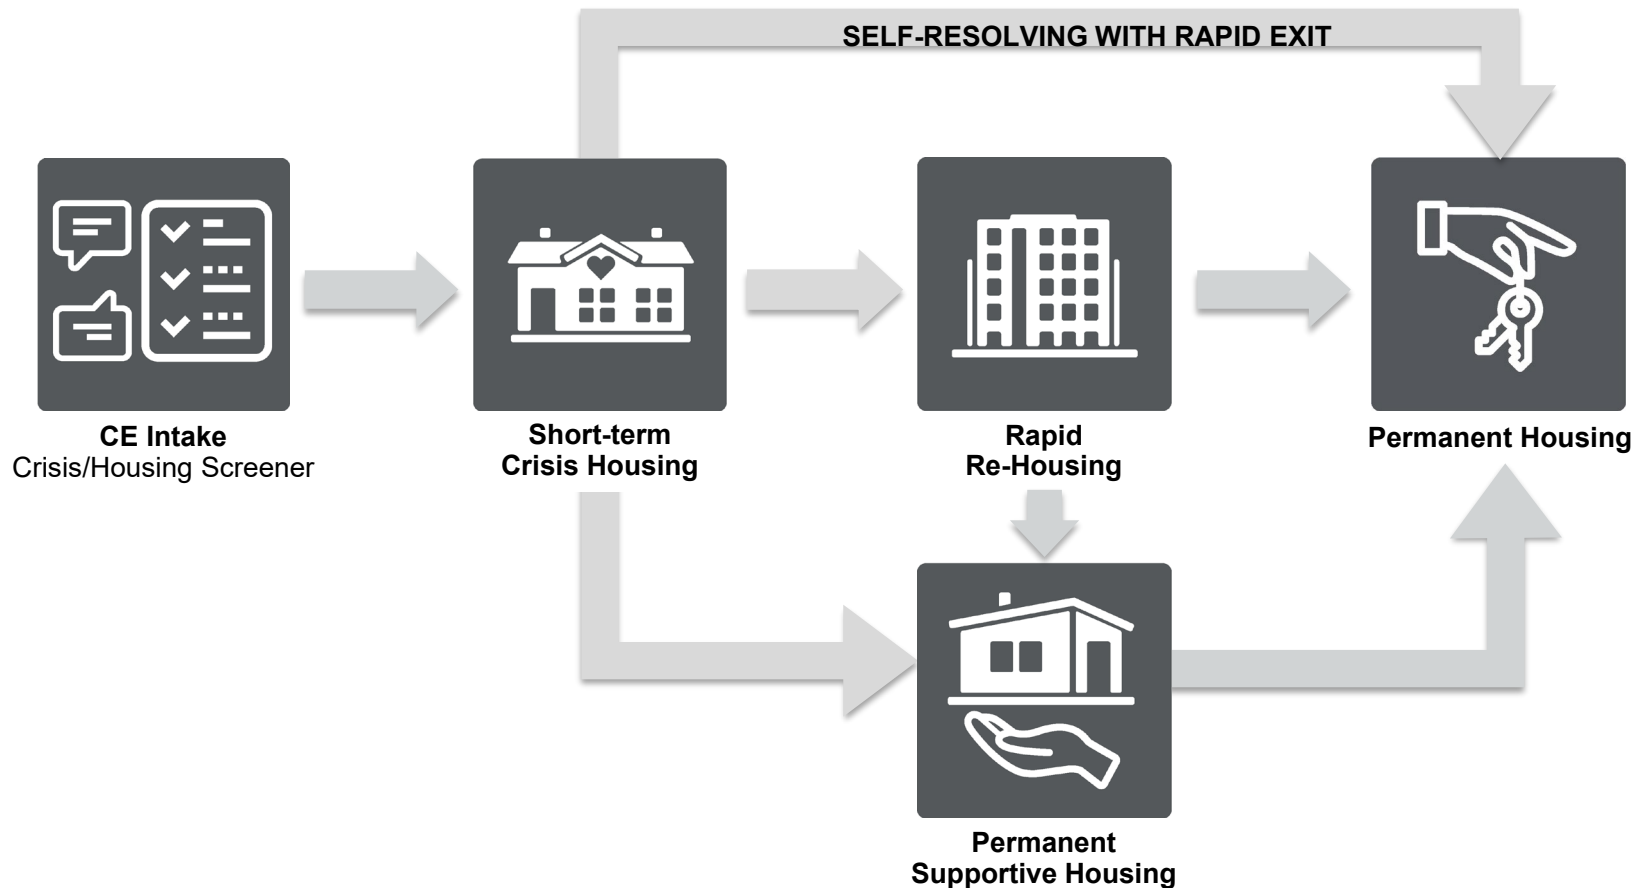 SELF-RESOLVING WITH RAPID EXIT
CE Intake
Crisis/Housing Screener
Short-term
Crisis Housing
Rapid
Re-Housing
Permanent Housing
Permanent
Supportive Housing